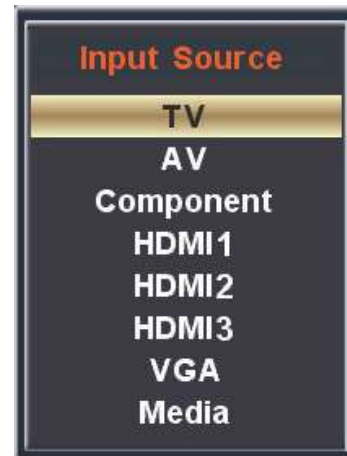 Input Source
TV
AV
Component
HDMI1
HDMI2
HDMI3
VGA
Media